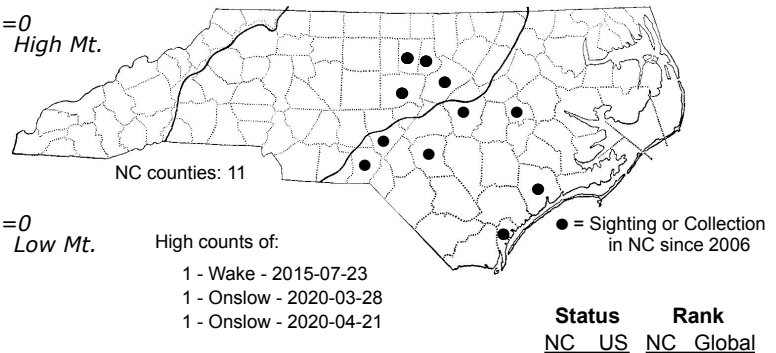 =0
High Mt.
NC counties: 11
=0
Low Mt.
High counts of:
1 - Wake - 2015-07-23
1 - Onslow - 2020-03-28
1 - Onslow - 2020-04-21
● = Sighting or Collection
in NC since 2006
Status Rank
NC US NC Global